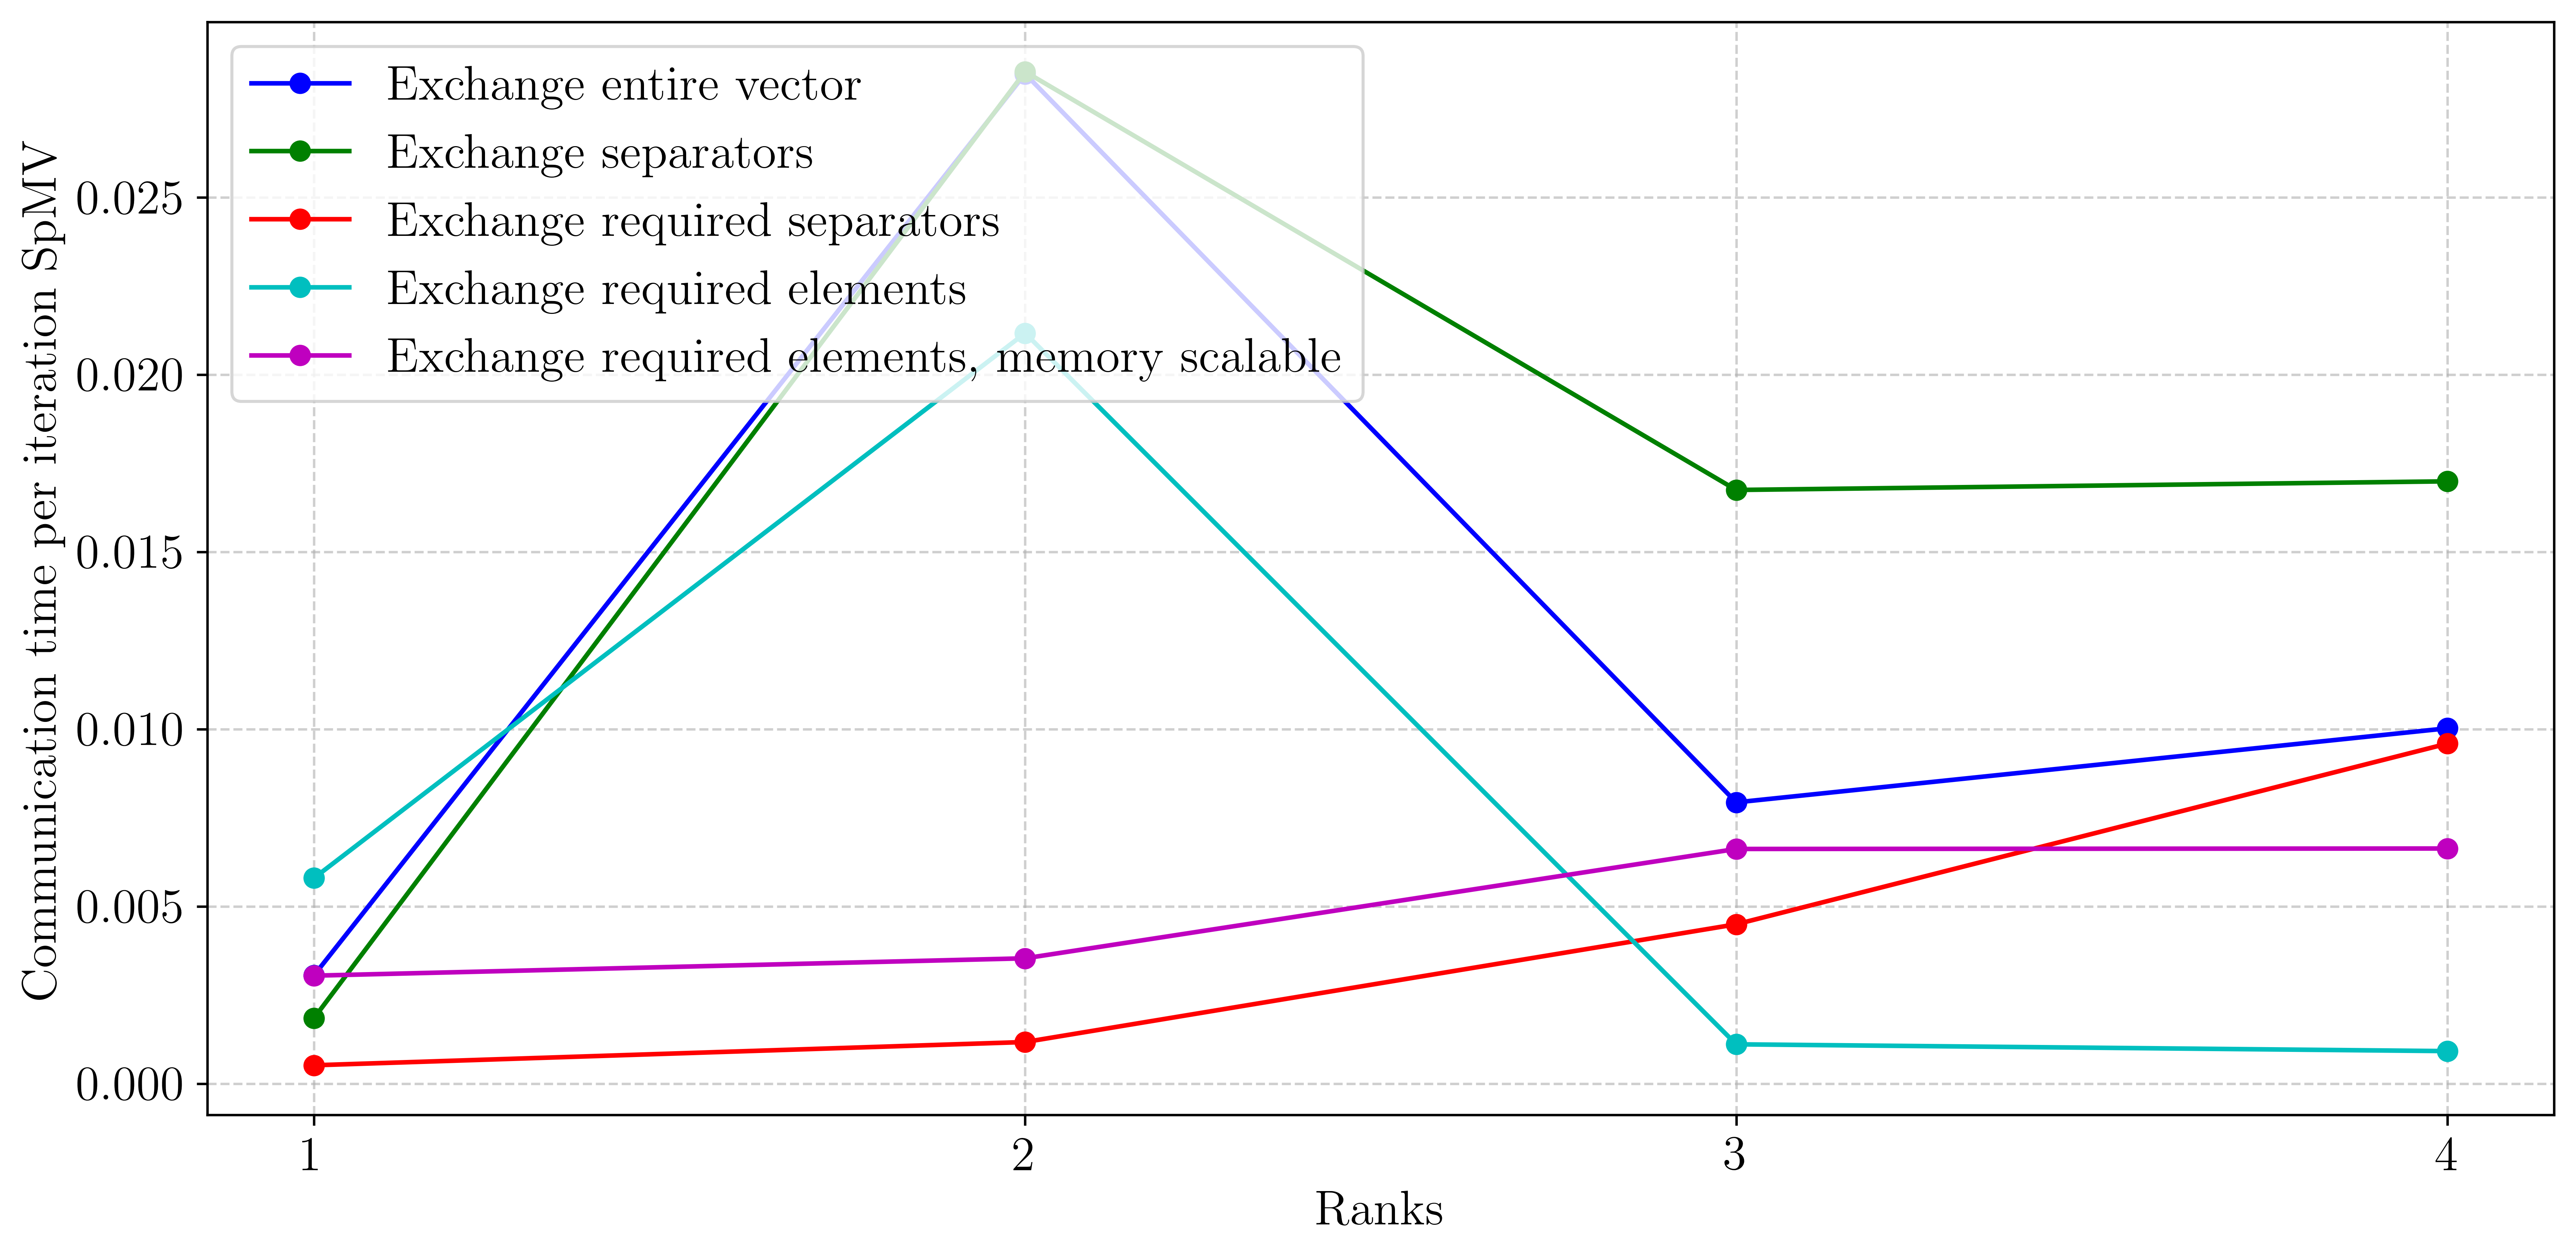 Exchange entire vector
Exchange separators
Exchange required separators
Exchange required elements
Exchange required elements, memory scalable
Communication time per iteration SpMV
0.025
0.020
0.015
0.010
0.005
0.000
1 2 3 4
Ranks